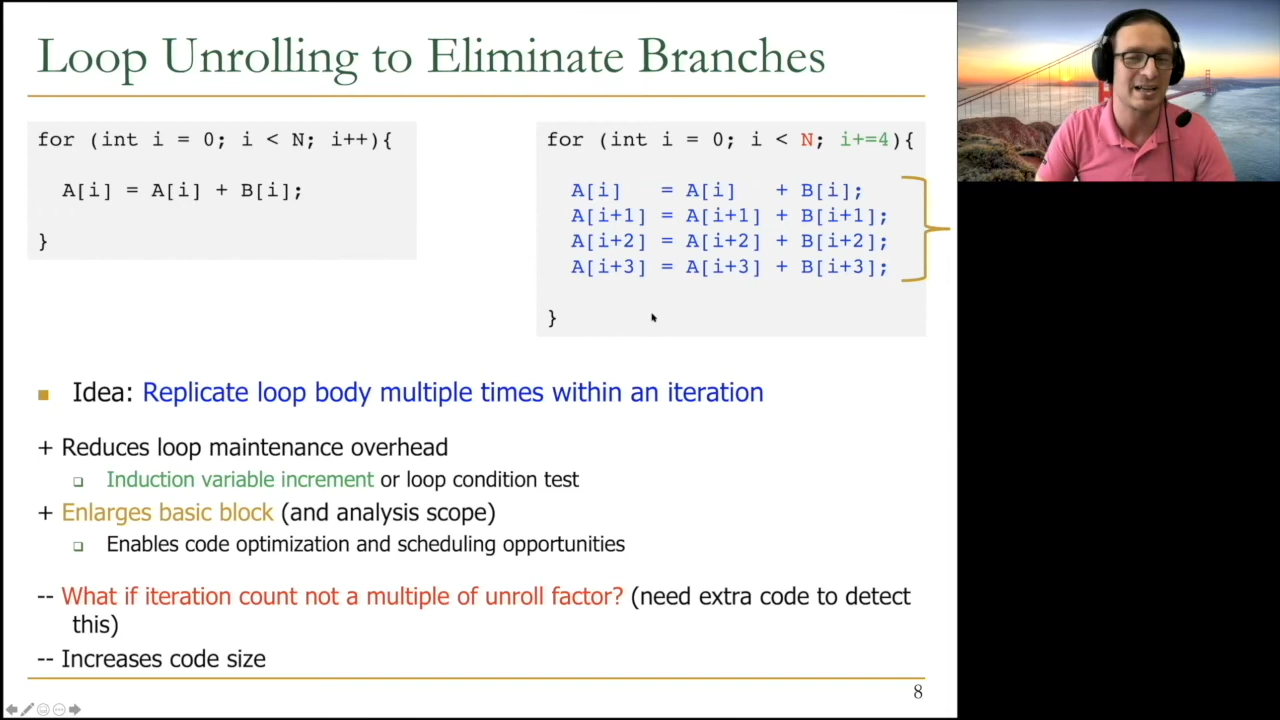 Loop Unrolling to Eliminate Branches
for (int i = 0; i < N; i++){
A[i] = A[i] + B[i];
}
for (int i = 0; i < N; i+=4){
A[i] = A[i] + B[i];
A[i+1] = A[i+1] + B[i+1];
A[i+2] = A[i+2] + B[i+2];
A[i+3] = A[i+3] + B[i+3];
}
Idea: Replicate loop body multiple times within an iteration
+ Reduces loop maintenance overhead
Induction variable increment or loop condition test
+ Enlarges basic block (and analysis scope)
Enables code optimization and scheduling opportunities
-- What if iteration count not a multiple of unroll factor? (need extra code to detect
this)
-- Increases code size
8